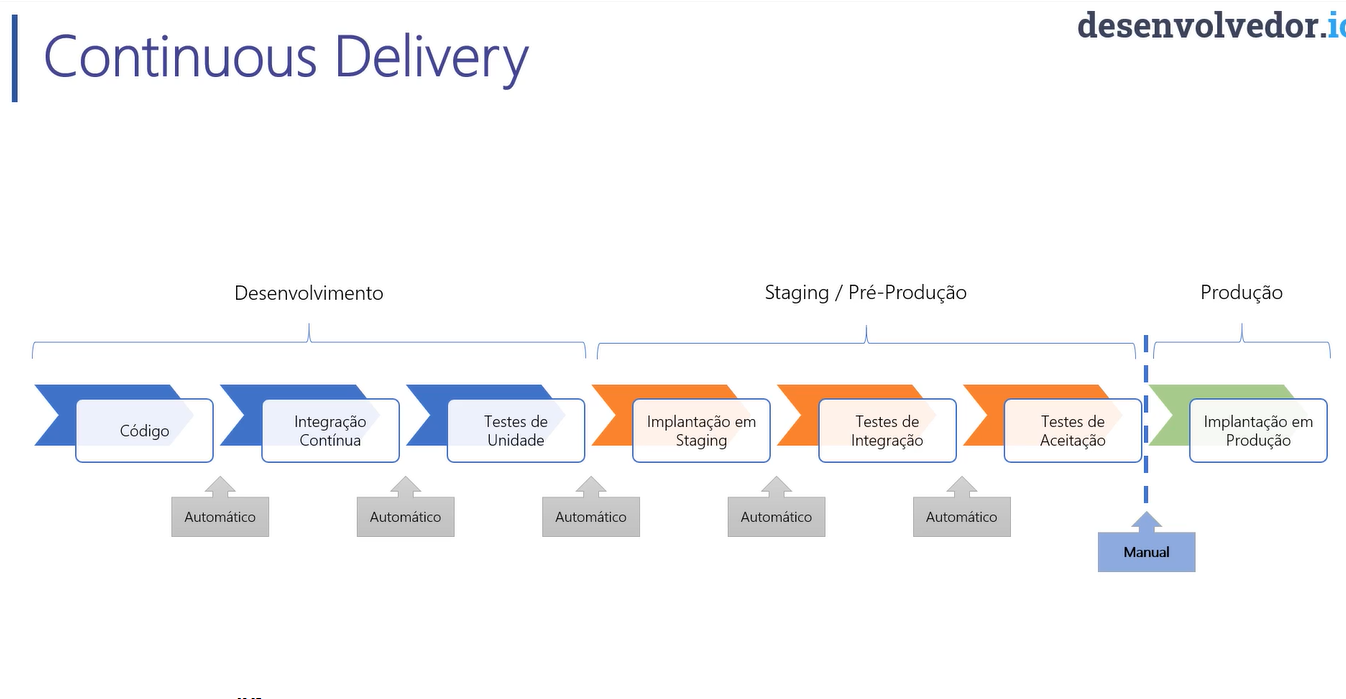 Continuous Delivery
desenvolvedor.io
Desenvolvimento
Staging / Pré-Produção
Produção
Código
Integração
Contínua
Testes de
Unidade
Implantação em
Staging
Testes de
Integração
Testes de
Aceitação
Implantação em
Produção
Automático
Automático
Automático
Automático
Automático
Manual